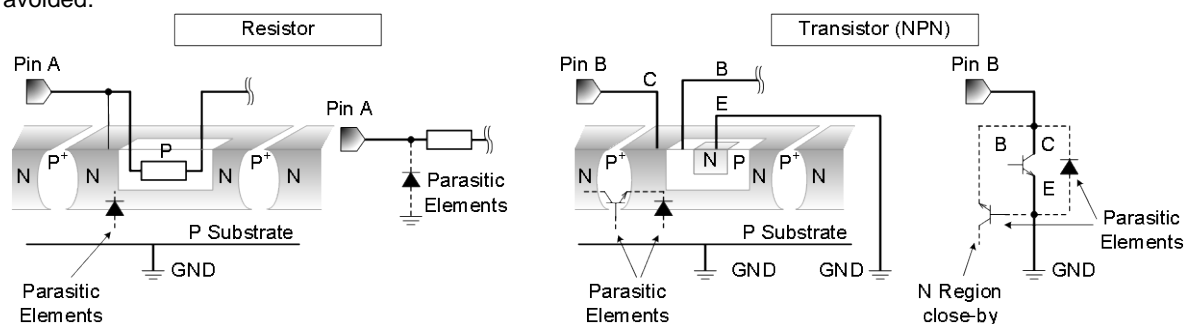 avoided.
Resistor
Transistor (NPN)
Pin A
Pin A
N P+ N P N P+ N
Parasitic
Elements
P Substrate
GND
Parasitic
Elements
Pin B
C
B
E
N P+ N P N P+ N
P Substrate
GND
GND
Parasitic
Elements
Pin B
B
C
E
Parasitic
Elements
N Region
close-by